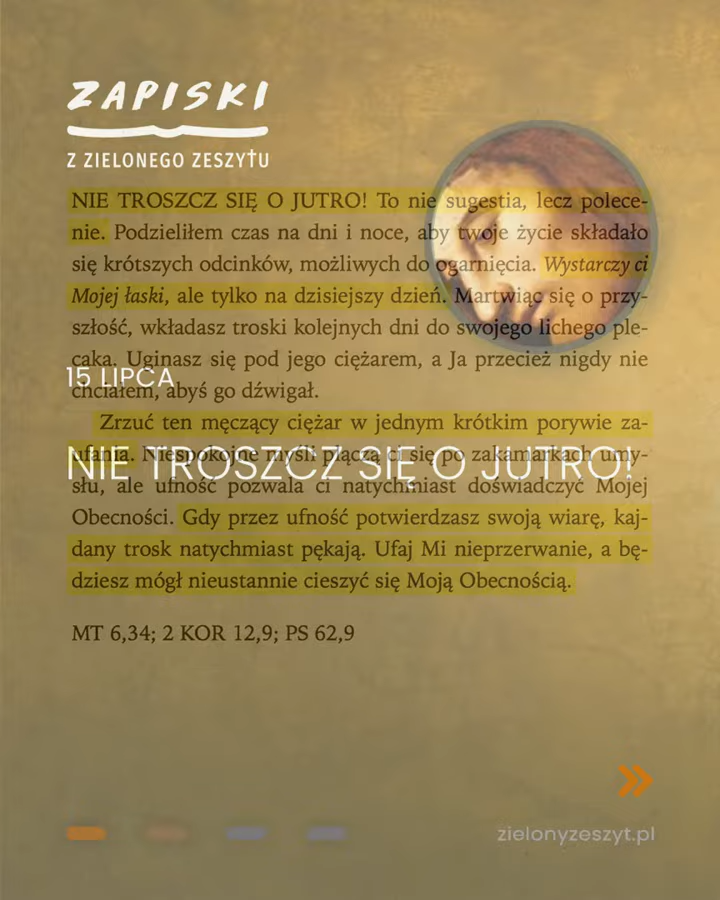 ZAPISKI
Z ZIELONEGO ZESZYTU
NIE TROSZCZ SIĘ O JUTRO! To nie sugestia, lecz polece-
nie. Podzieliłem czas na dni i noce, aby twoje życie składało
się krótszych odcinków, możliwych do ogarnięcia. Wystarczy ci
Mojej łaski, ale tylko na dzisiejszy dzień. Martwiąc się o przy-
szłość, wkładasz troski kolejnych dni do swojego lichego ple-
caka. Uginasz się pod jego ciężarem, a Ja przecież nigdy nie
15 LIPCA
chciałem, abyś go dźwigał.
Zrzuć ten męczący ciężar w jednym krótkim porywie za-
ufania. Niespokojne myśli plączą ci się po zakamarkach umy-
NIE TROSZCZ SIĘ O JUTRO!
słu, ale ufność pozwala ci natychmiast doświadczyć Mojej
Obecności. Gdy przez ufność potwierdzasz swoją wiarę, kaj-
dany trosk natychmiast pękają. Ufaj Mi nieprzerwanie, a bę-
dziesz mógł nieustannie cieszyć się Moją Obecnością.
MT 6,34; 2 KOR 12,9; PS 62,9
zielonyzeszyt.pl